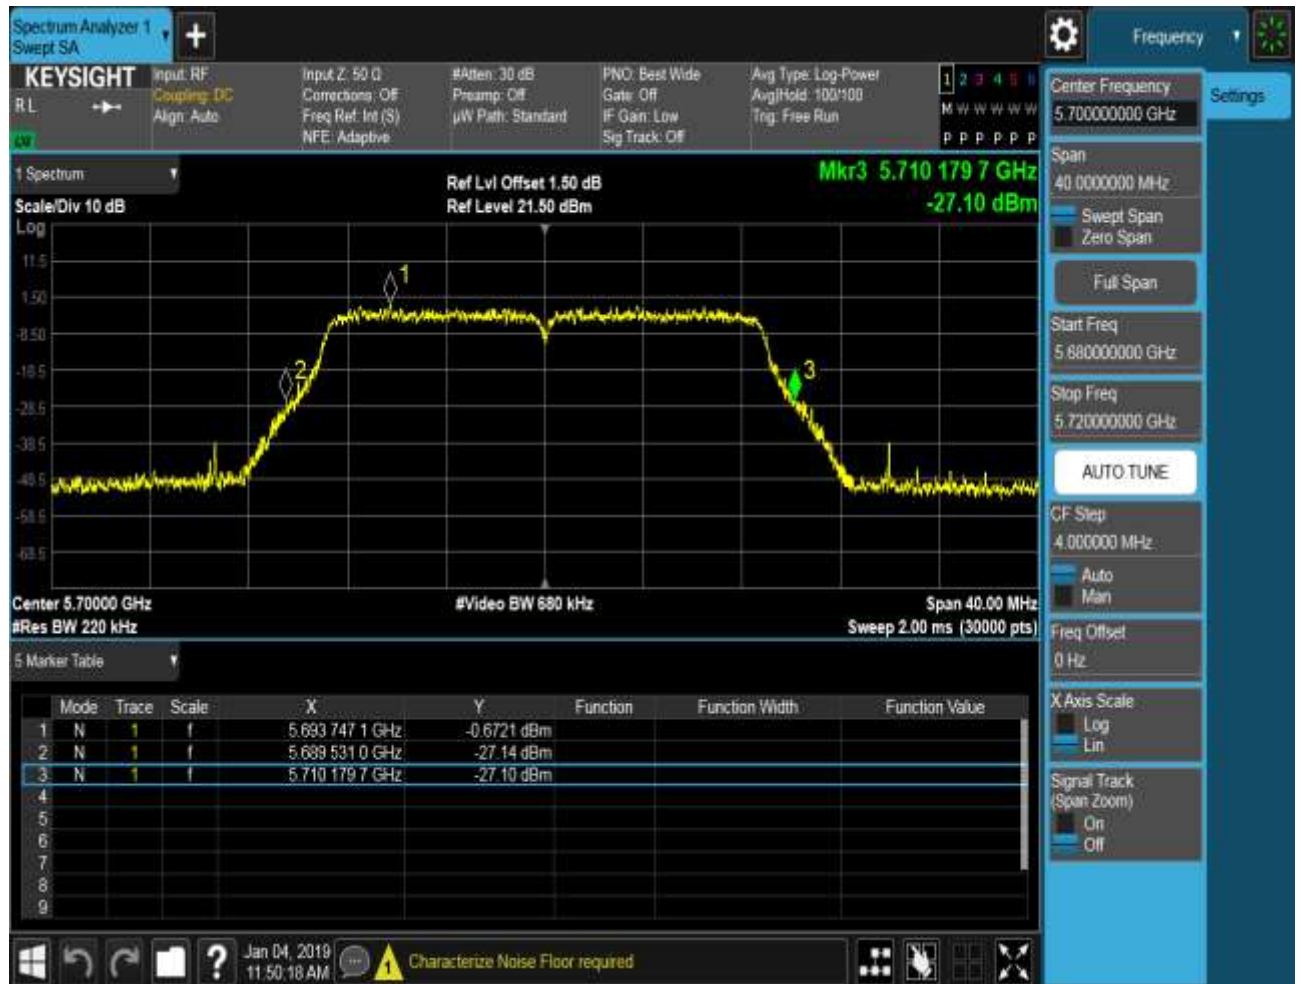 Spectrum Analyzer 1
Swept SA
Frequency
KEYSIGHT
R L
Input: RF
Coupling: DC
Align: Auto
Input Z: 50 Ω
Corrections: Off
Freq Ref: Int (S)
NFE: Adaptive
#Atten: 30 dB
Preamp: Off
µW Path: Standard
PNO: Best Wide
Gate: Off
IF Gain: Low
Sig Track: Off
Avg Type: Log-Power
Avg|Hold: 100/100
Trig: Free Run
1 2 3 4 5 6
M W W W W W
P P P P P P
1 Spectrum
Scale/Div 10 dB
Ref Lvl Offset 1.50 dB
Ref Level 21.50 dBm
Mkr3 5.710 179 7 GHz
-27.10 dBm
Log
11.5
1.50
-8.50
-18.5
-28.5
-38.5
-48.5
-58.5
-68.5
1
2
3
Center 5.70000 GHz
#Video BW 680 kHz
Span 40.00 MHz
#Res BW 220 kHz
Sweep 2.00 ms (30000 pts)
5 Marker Table
Mode Trace Scale X Y Function Function Width Function Value
1 N 1 f 5.693 747 1 GHz -0.6721 dBm
2 N 1 f 5.689 531 0 GHz -27.14 dBm
3 N 1 f 5.710 179 7 GHz -27.10 dBm
4
5
6
7
8
9
Jan 04, 2019
11:50:18 AM
Characterize Noise Floor required
Settings
Center Frequency
5.700000000 GHz
Span
40.0000000 MHz
Swept Span
Zero Span
Full Span
Start Freq
5.680000000 GHz
Stop Freq
5.720000000 GHz
AUTO TUNE
CF Step
4.000000 MHz
Auto
Man
Freq Offset
0 Hz
X Axis Scale
Log
Lin
Signal Track
(Span Zoom)
On
Off